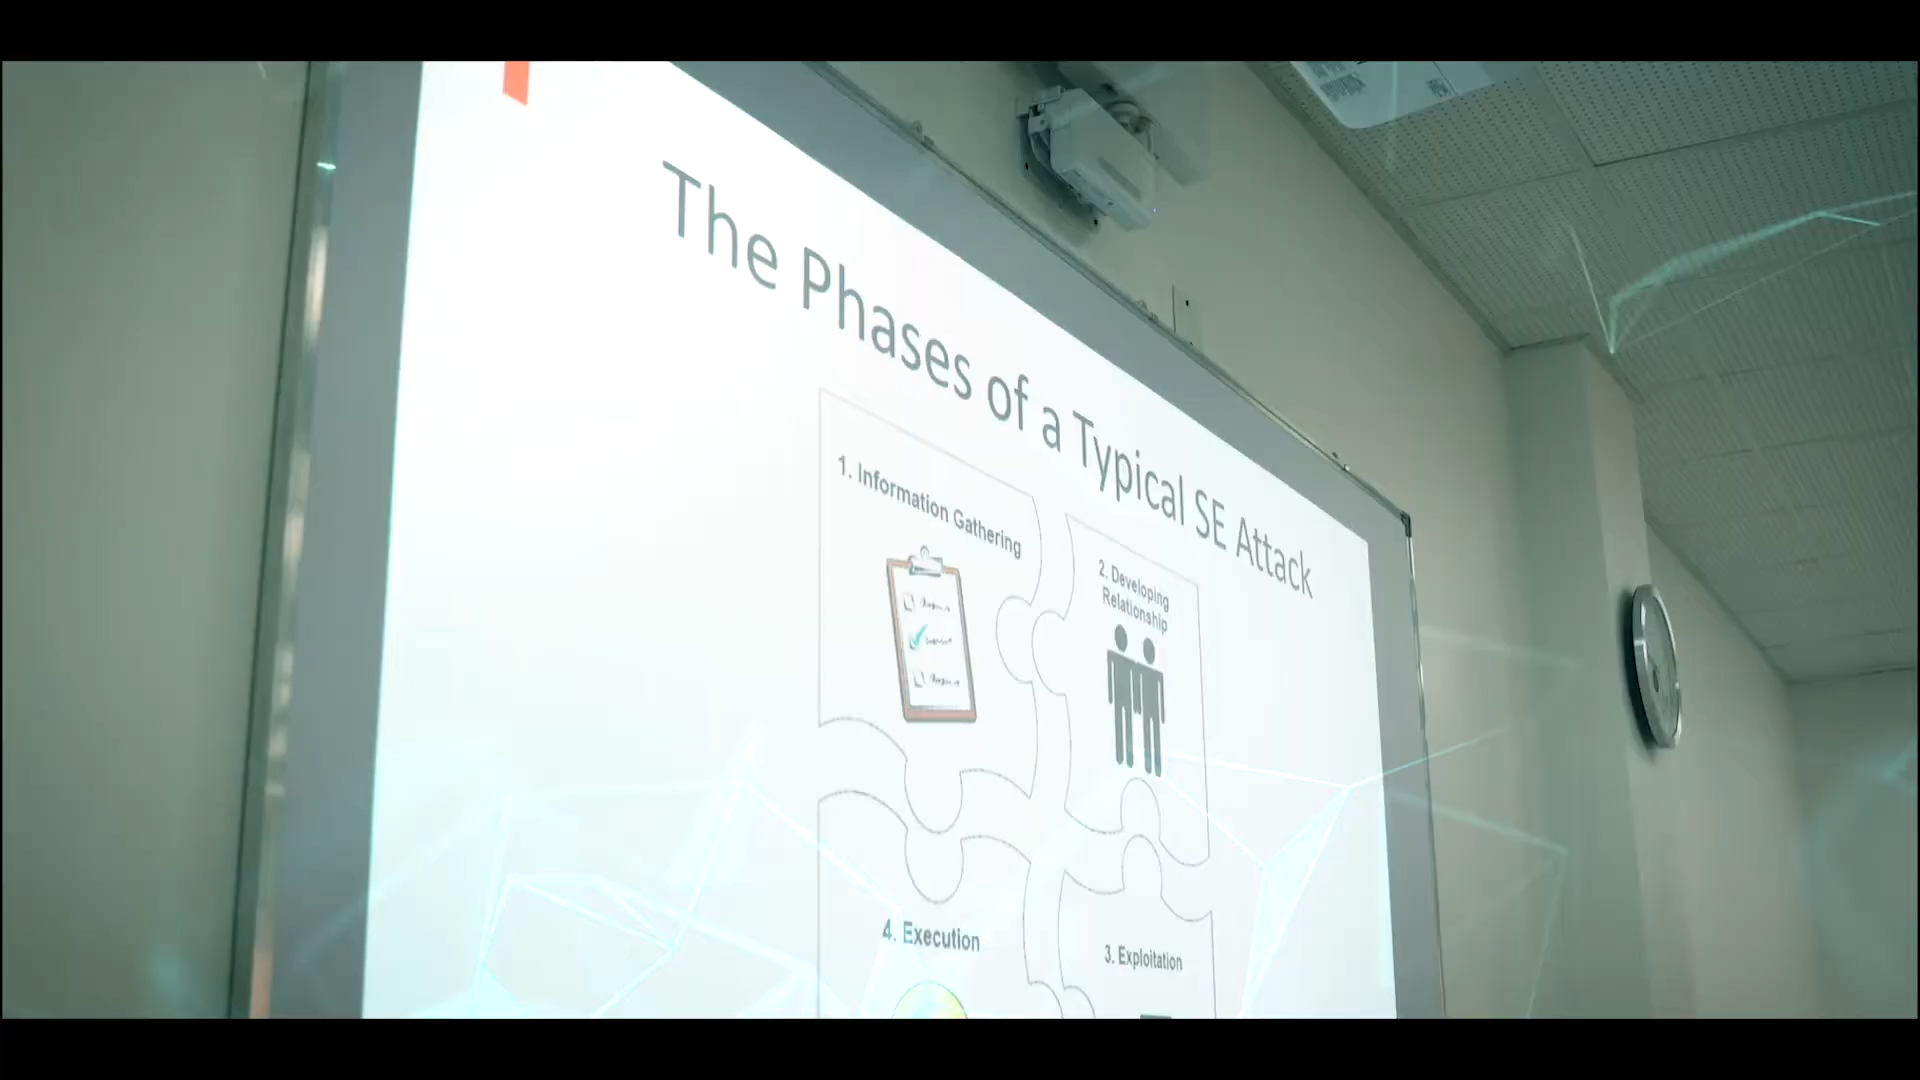 The Phases of a Typical SE Attack
1. Information Gathering
2. Developing
Relationship
4. Execution
3. Exploitation